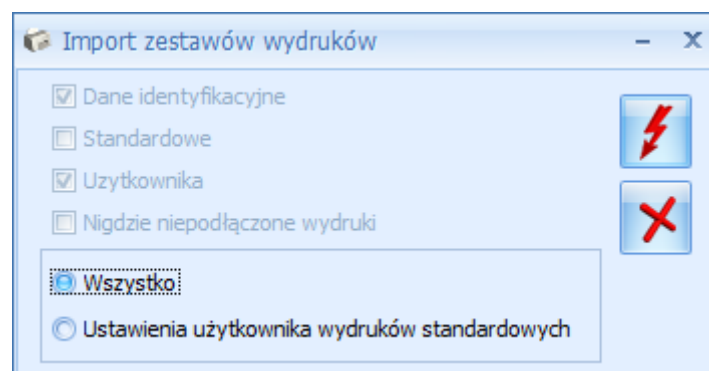 Import zestawów wydruków
Dane identyfikacyjne
Standardowe
Uzytkownika
Nigdzie niepodłączone wydruki
Wszystko
Ustawienia użytkownika wydruków standardowych